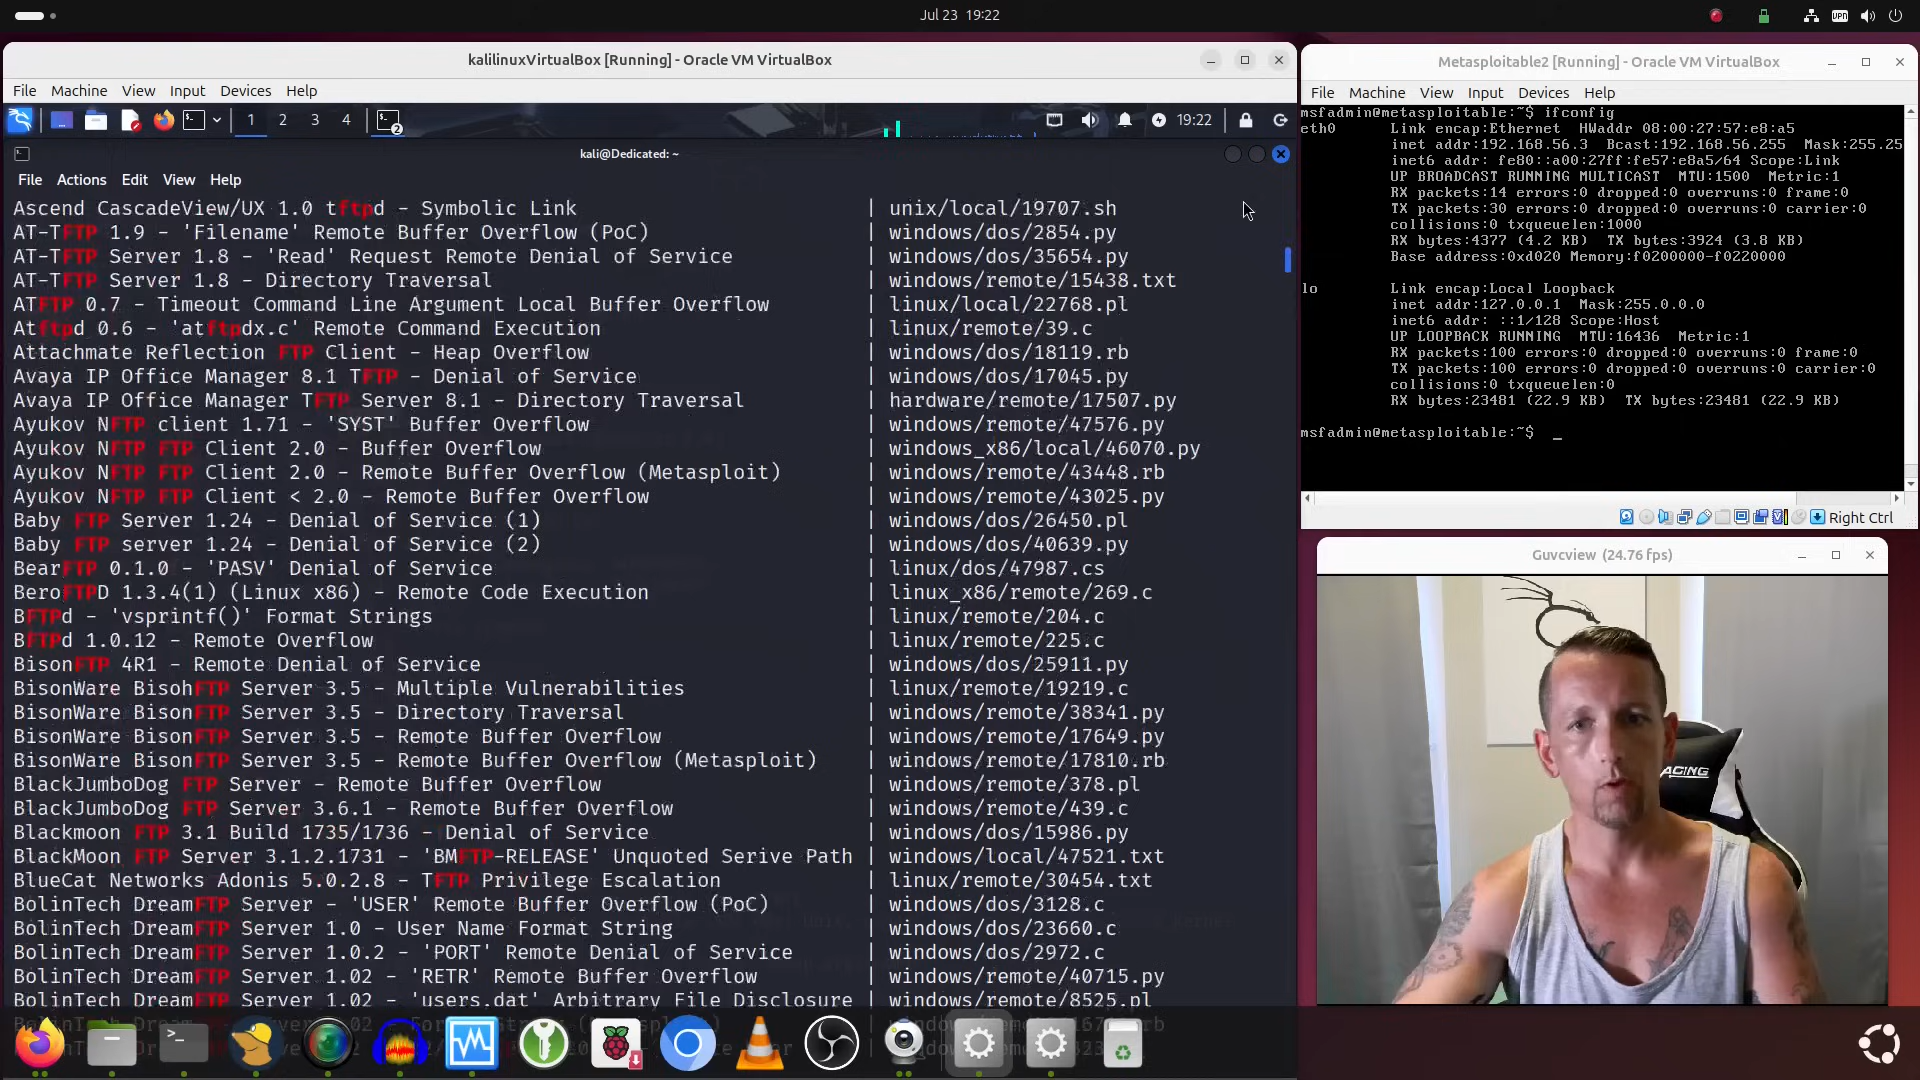 Jul 23 19:22
kalilinuxVirtualBox [Running] - Oracle VM VirtualBox
File Machine View Input Devices Help
1 2 3 4 2 19:22
kali@Dedicated: ~
File Actions Edit View Help
Ascend CascadeView/UX 1.0 tftpd - Symbolic Link | unix/local/19707.sh
AT-TFTP 1.9 - 'Filename' Remote Buffer Overflow (PoC) | windows/dos/2854.py
AT-TFTP Server 1.8 - 'Read' Request Remote Denial of Service | windows/dos/35654.py
AT-TFTP Server 1.8 - Directory Traversal | windows/remote/15438.txt
ATFTP 0.7 - Timeout Command Line Argument Local Buffer Overflow | linux/local/22768.pl
Atftpd 0.6 - 'atftpdx.c' Remote Command Execution | linux/remote/39.c
Attachmate Reflection FTP Client - Heap Overflow | windows/dos/18119.rb
Avaya IP Office Manager 8.1 TFTP - Denial of Service | windows/dos/17045.py
Avaya IP Office Manager TFTP Server 8.1 - Directory Traversal | hardware/remote/17507.py
Ayukov NFTP client 1.71 - 'SYST' Buffer Overflow | windows/remote/47576.py
Ayukov NFTP FTP Client 2.0 - Buffer Overflow | windows_x86/local/46070.py
Ayukov NFTP FTP Client 2.0 - Remote Buffer Overflow (Metasploit) | windows/remote/43448.rb
Ayukov NFTP FTP Client < 2.0 - Remote Buffer Overflow | windows/remote/43025.py
Baby FTP Server 1.24 - Denial of Service (1) | windows/dos/26450.pl
Baby FTP server 1.24 - Denial of Service (2) | windows/dos/40639.py
BearFTP 0.1.0 - 'PASV' Denial of Service | linux/dos/47987.cs
BeroFTPD 1.3.4(1) (Linux x86) - Remote Code Execution | linux_x86/remote/269.c
BFTPd - 'vsprintf()' Format Strings | linux/remote/204.c
BFTPd 1.0.12 - Remote Overflow | linux/remote/225.c
BisonFTP 4R1 - Remote Denial of Service | windows/dos/25911.py
BisonWare BisohFTP Server 3.5 - Multiple Vulnerabilities | linux/remote/19219.c
BisonWare BisonFTP Server 3.5 - Directory Traversal | windows/remote/38341.py
BisonWare BisonFTP Server 3.5 - Remote Buffer Overflow | windows/remote/17649.py
BisonWare BisonFTP Server 3.5 - Remote Buffer Overflow (Metasploit) | windows/remote/17810.rb
BlackJumboDog FTP Server - Remote Buffer Overflow | windows/remote/378.pl
BlackJumboDog FTP Server 3.6.1 - Remote Buffer Overflow | windows/remote/439.c
Blackmoon FTP 3.1 Build 1735/1736 - Denial of Service | windows/dos/15986.py
BlackMoon FTP Server 3.1.2.1731 - 'BMFTP-RELEASE' Unquoted Serive Path | windows/local/47521.txt
BlueCat Networks Adonis 5.0.2.8 - TFTP Privilege Escalation | linux/remote/30454.txt
BolinTech DreamFTP Server - 'USER' Remote Buffer Overflow (PoC) | windows/dos/3128.c
BolinTech DreamFTP Server 1.0 - User Name Format String | windows/dos/23660.c
BolinTech DreamFTP Server 1.0.2 - 'PORT' Remote Denial of Service | windows/dos/2972.c
BolinTech DreamFTP Server 1.02 - 'RETR' Remote Buffer Overflow | windows/remote/40715.py
BolinTech DreamFTP Server 1.02 - 'users.dat' Arbitrary File Disclosure | windows/remote/8525.pl
Metasploitable2 [Running] - Oracle VM VirtualBox
File Machine View Input Devices Help
msfadmin@metasploitable:~$ ifconfig
eth0 Link encap:Ethernet HWaddr 08:00:27:57:e8:a5
inet addr:192.168.56.3 Bcast:192.168.56.255 Mask:255.25
inet6 addr: fe80::a00:27ff:fe57:e8a5/64 Scope:Link
UP BROADCAST RUNNING MULTICAST MTU:1500 Metric:1
RX packets:14 errors:0 dropped:0 overruns:0 frame:0
TX packets:30 errors:0 dropped:0 overruns:0 carrier:0
collisions:0 txqueuelen:1000
RX bytes:4377 (4.2 KB) TX bytes:3924 (3.8 KB)
Base address:0xd020 Memory:f0200000-f0220000
lo Link encap:Local Loopback
inet addr:127.0.0.1 Mask:255.0.0.0
inet6 addr: ::1/128 Scope:Host
UP LOOPBACK RUNNING MTU:16436 Metric:1
RX packets:100 errors:0 dropped:0 overruns:0 frame:0
TX packets:100 errors:0 dropped:0 overruns:0 carrier:0
collisions:0 txqueuelen:0
RX bytes:23481 (22.9 KB) TX bytes:23481 (22.9 KB)
msfadmin@metasploitable:~$ _
Right Ctrl
Guvcview (24.76 fps)
ACING